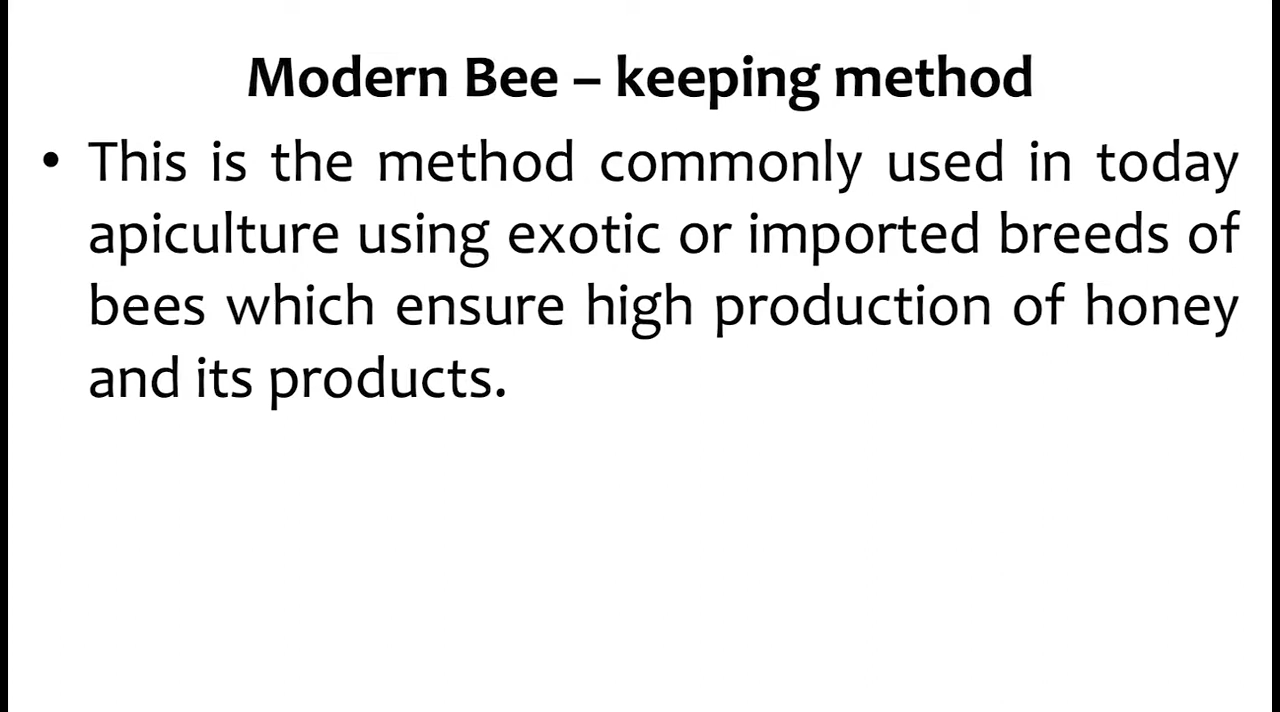 Modern Bee – keeping method
• This is the method commonly used in today
apiculture using exotic or imported breeds of
bees which ensure high production of honey
and its products.